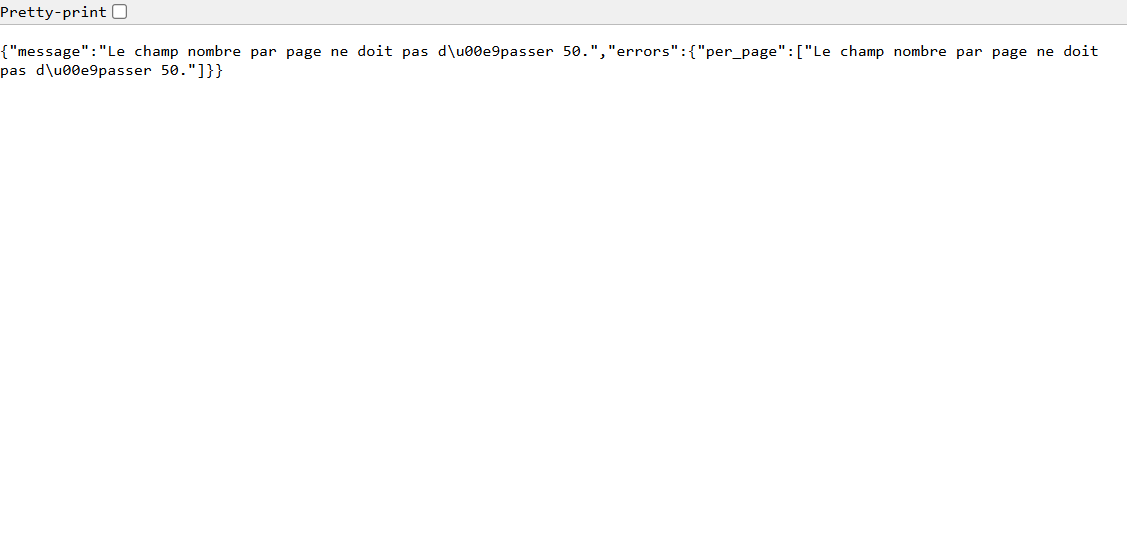 Pretty-print
{"message":"Le champ nombre par page ne doit pas d\u00e9passer 50.","errors":{"per_page":["Le champ nombre par page ne doit
pas d\u00e9passer 50."]}}